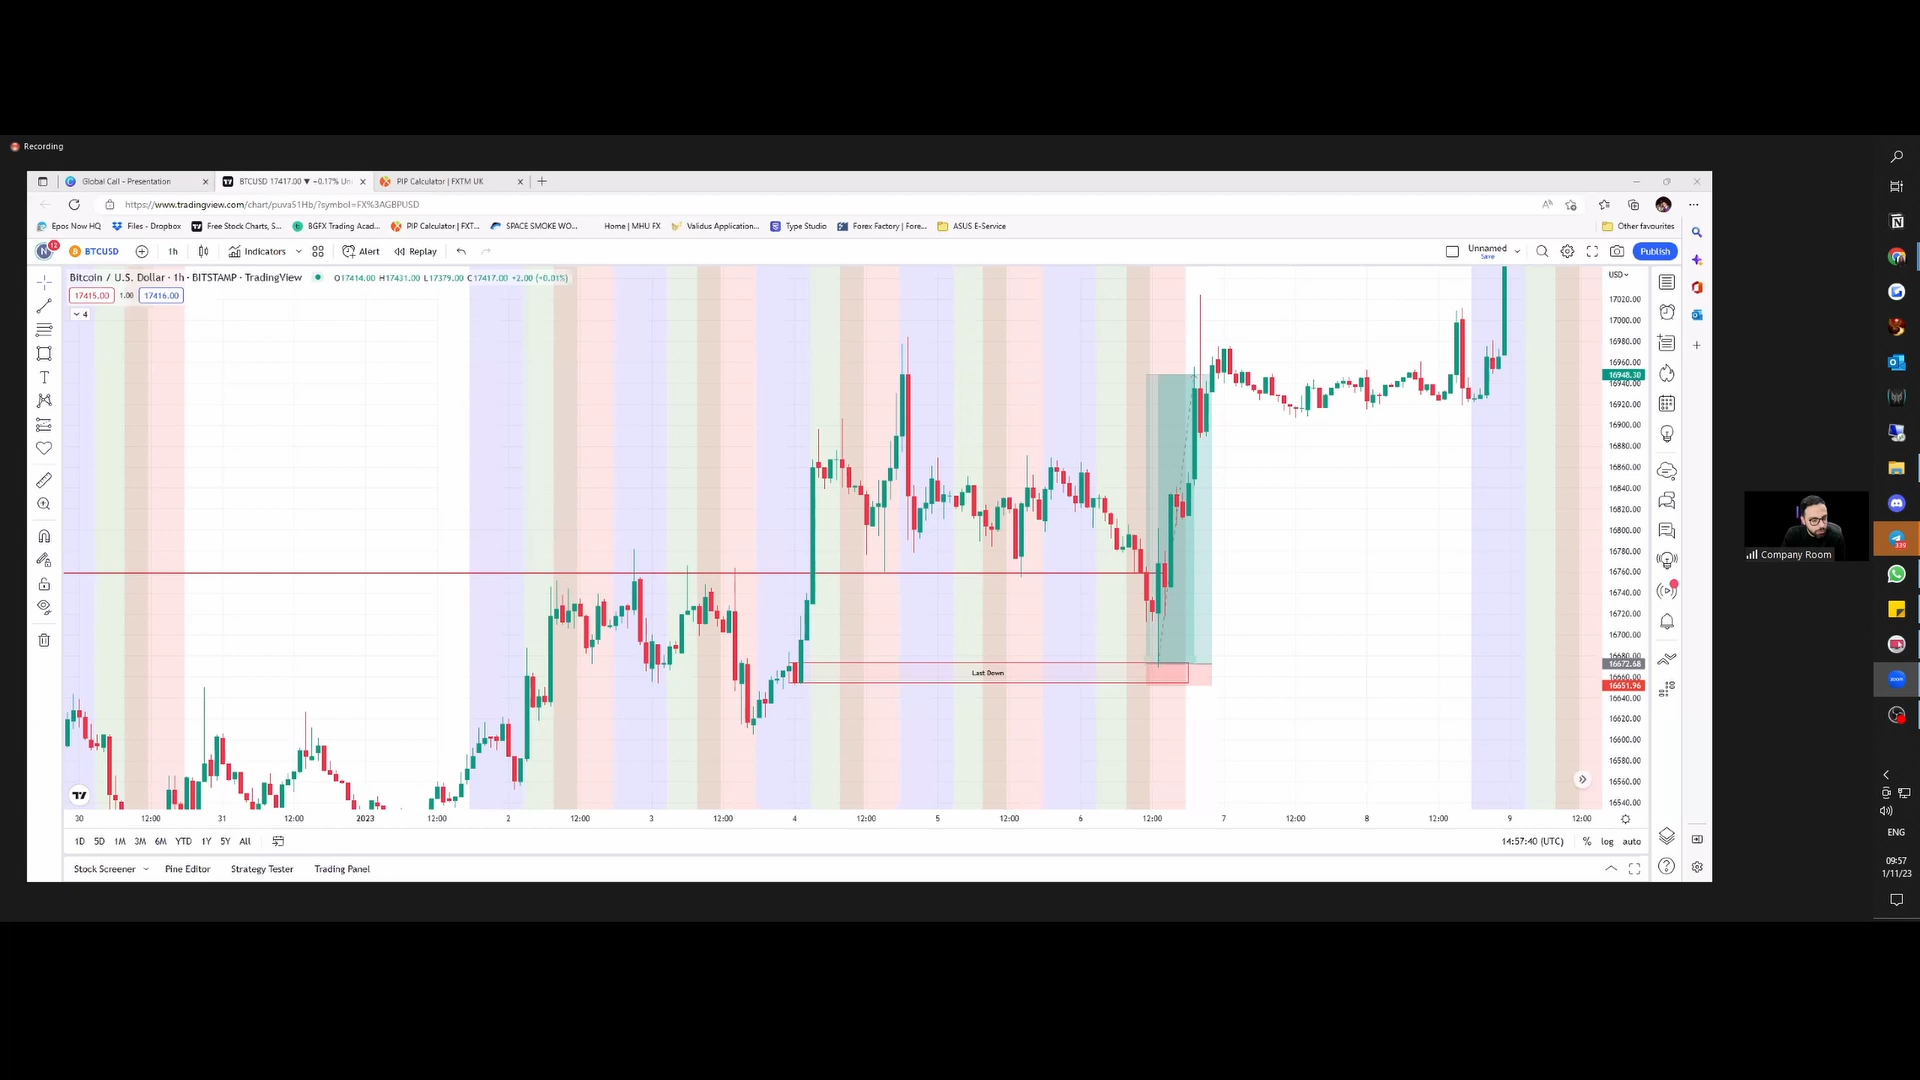 Recording
Global Call - Presentation
BTCUSD 17417.00 ▼ −0.17% Un
PIP Calculator | FXTM UK
https://www.tradingview.com/chart/puvaS1Hb/?symbol=FX%3AGBPUSD
Epos Now HQ
Files - Dropbox
Free Stock Charts, S...
BGFX Trading Acad...
PIP Calculator | FXT...
SPACE SMOKE WO...
Home | MHU FX
Validus Application...
Type Studio
Forex Factory | Fore...
ASUS E-Service
Other favourites
N
12
BTCUSD
1h
Indicators
Alert
Replay
Unnamed
Save
Publish
Bitcoin / U.S. Dollar · 1h · BITSTAMP · TradingView
O17414.00 H17431.00 L17379.00 C17417.00 +2.00 (+0.01%)
USD
17415.00
1.00
17416.00
4
17020.00
17000.00
16980.00
16960.00
16948.30
16940.00
16920.00
16900.00
16880.00
16860.00
16840.00
16820.00
16800.00
16780.00
16760.00
16740.00
16720.00
16700.00
16680.00
16672.68
16660.00
16651.96
16640.00
16620.00
16600.00
16580.00
16560.00
16540.00
Last Down
Company Room
339
zoom
30
12:00
31
12:00
2023
12:00
2
12:00
3
12:00
4
12:00
5
12:00
6
12:00
7
12:00
8
12:00
9
12:00
1D 5D 1M 3M 6M YTD 1Y 5Y All
14:57:40 (UTC)
% log auto
Stock Screener
Pine Editor
Strategy Tester
Trading Panel
ENG
09:57
1/11/23